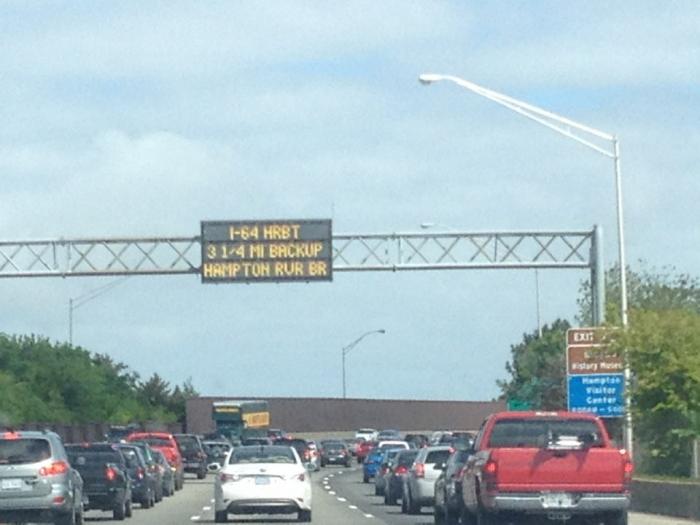 I-64 HRBT
3 1/4 MI BACKUP
HAMPTON RVR BR
EXIT
History Museum
Hampton
Visitor
Center